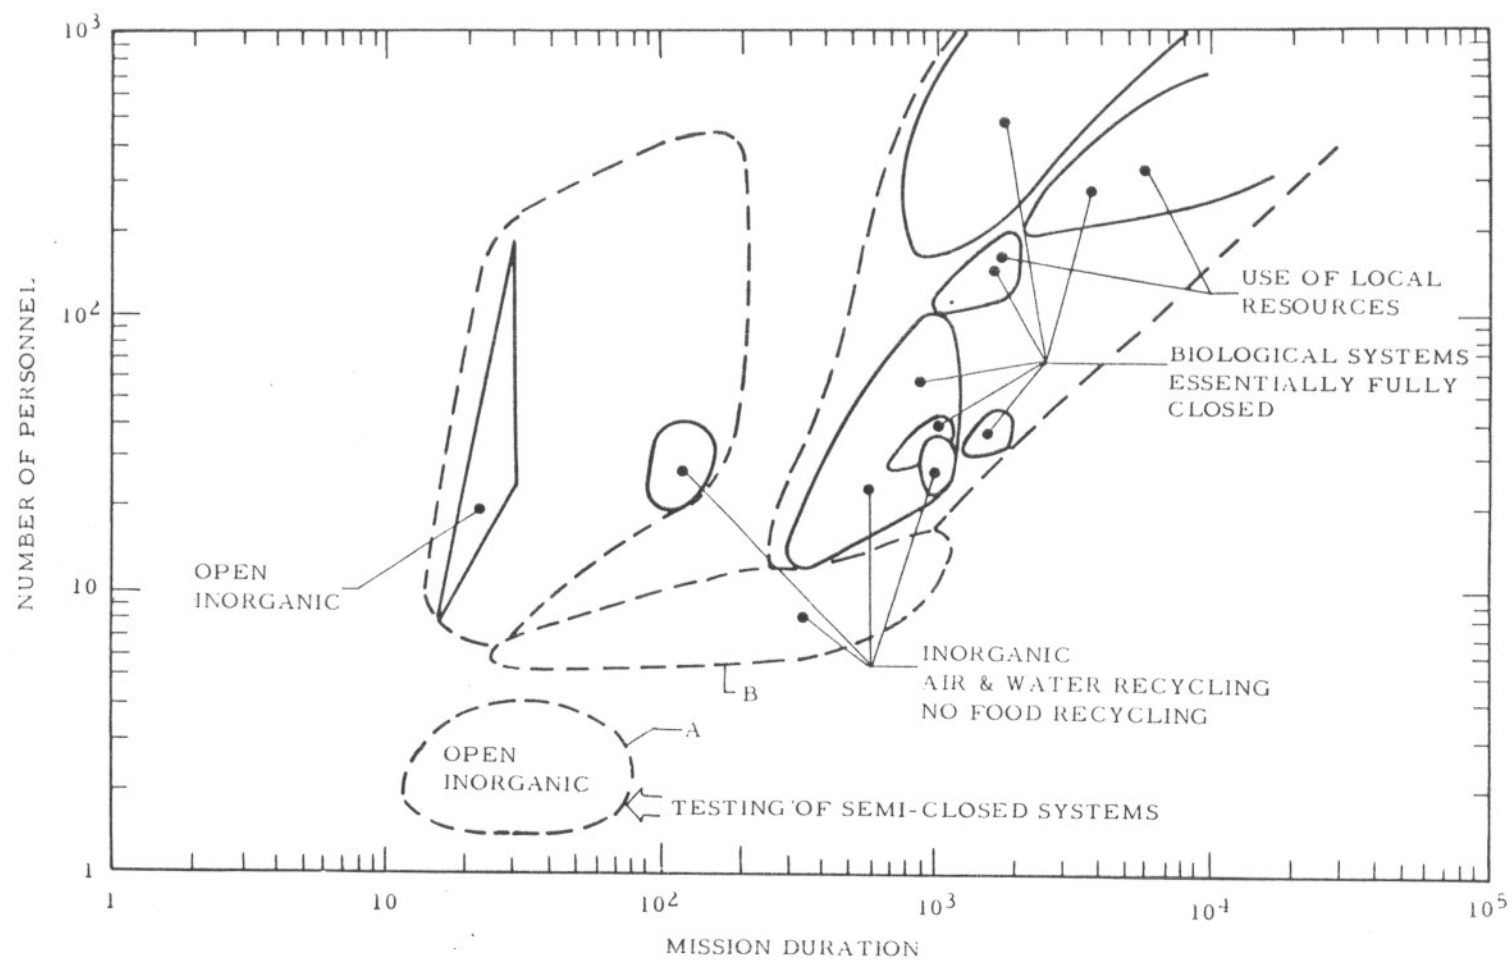 10³
10²
10
1
NUMBER OF PERSONNEL
USE OF LOCAL
RESOURCES
BIOLOGICAL SYSTEMS
ESSENTIALLY FULLY
CLOSED
OPEN
INORGANIC
INORGANIC
AIR & WATER RECYCLING
NO FOOD RECYCLING
B
A
OPEN
INORGANIC
TESTING OF SEMI-CLOSED SYSTEMS
1
10
10²
10³
10⁴
10⁵
MISSION DURATION